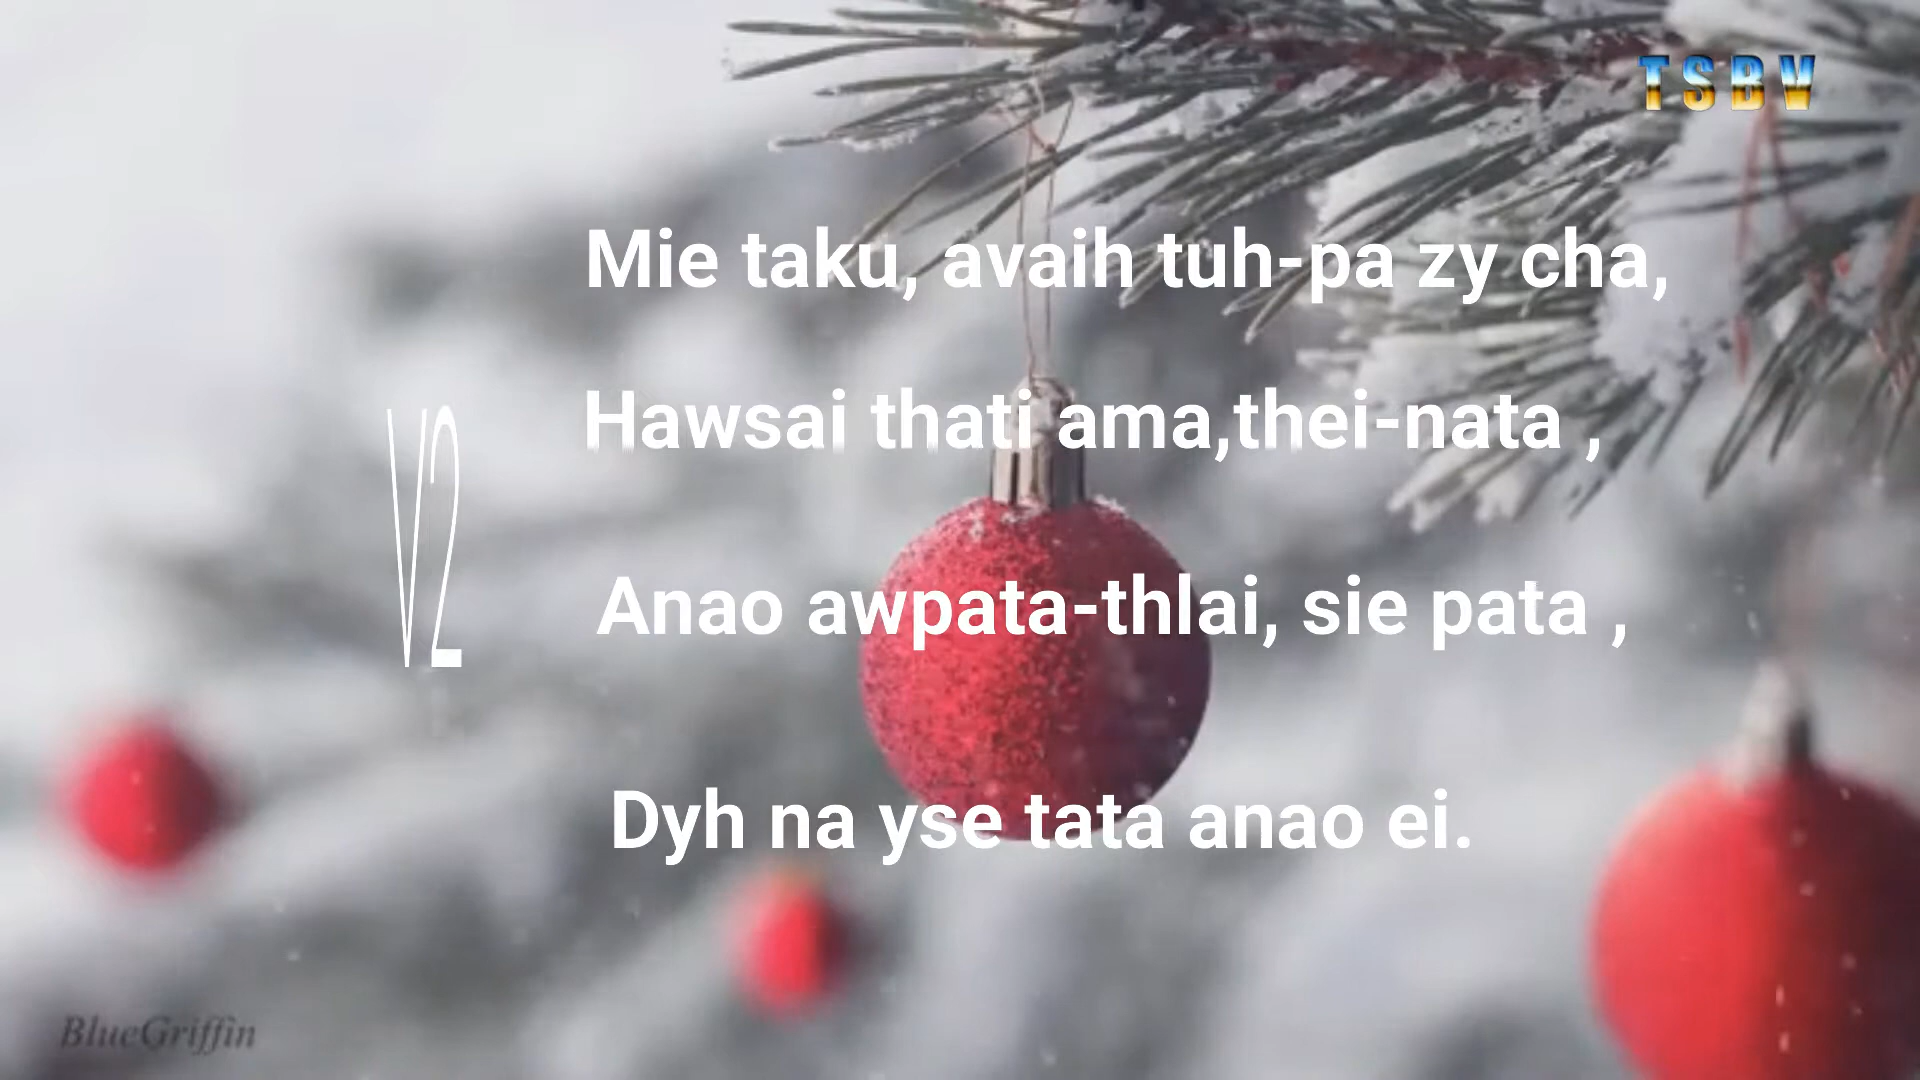 TSBV
Mie taku, avaih tuh-pa zy cha,
Hawsai thati ama,thei-nata ,
V2
Anao awpata-thlai, sie pata ,
Dyh na yse tata anao ei.
BlueGriffin